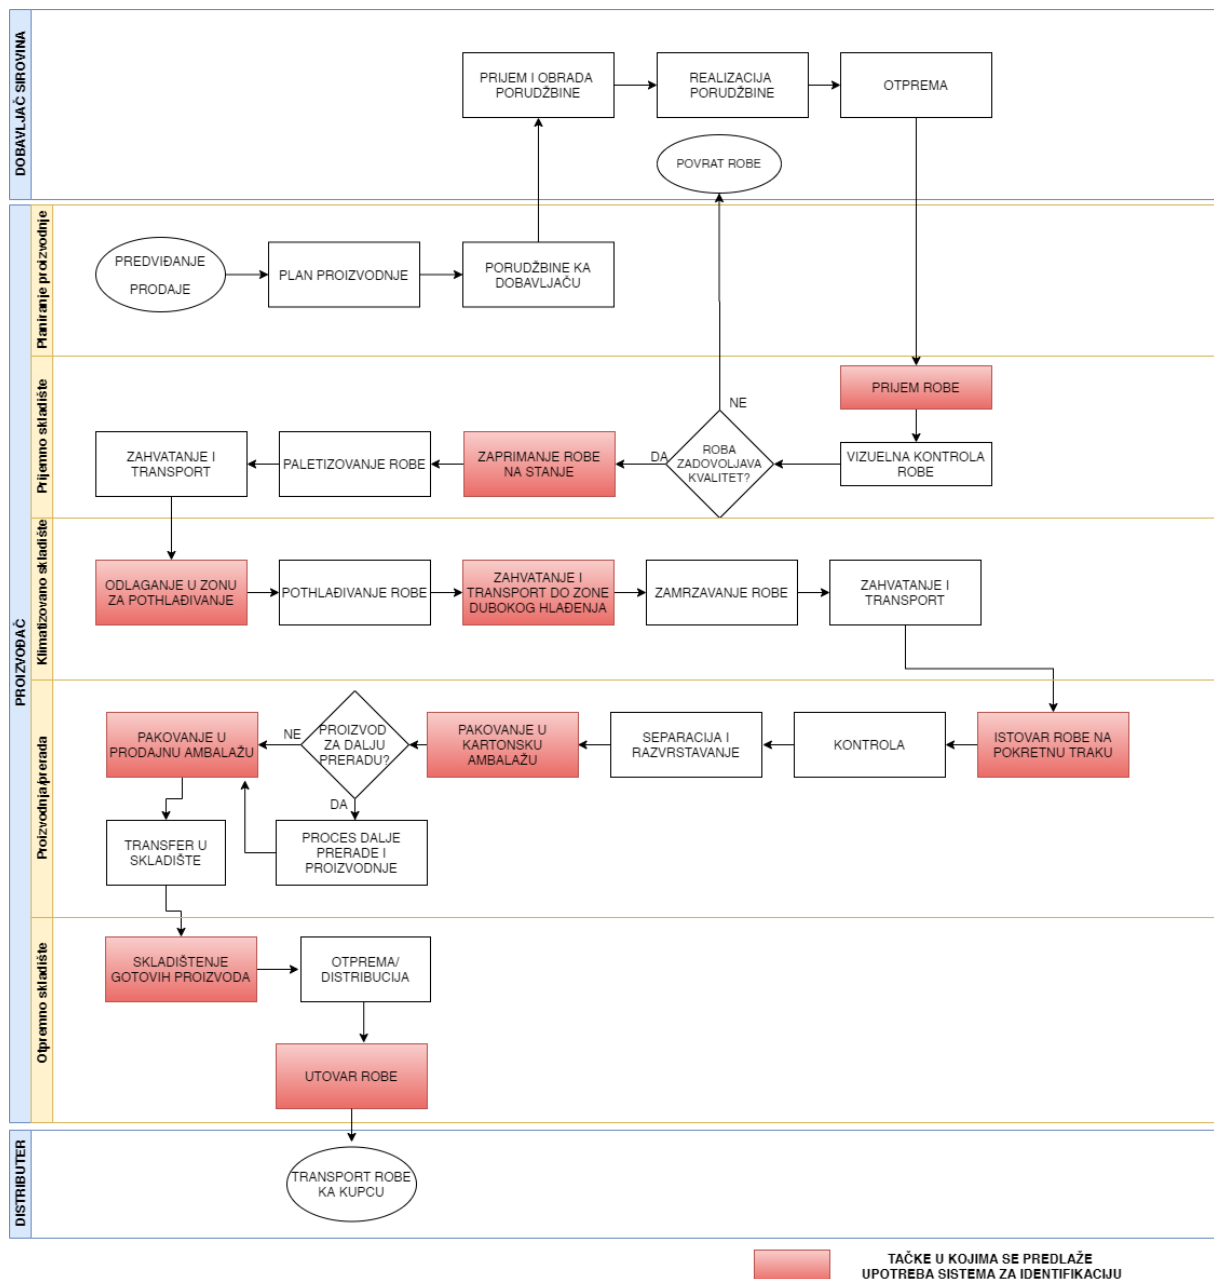 DOBAVLJAČ SIROVINA
PRIJEM I OBRADA
PORUDŽBINE
REALIZACIJA
PORUDŽBINE
OTPREMA
POVRAT ROBE
PROIZVOĐAČ
Planiranje proizvodnje
PREDVIĐANJE
PRODAJE
PLAN PROIZVODNJE
PORUDŽBINE KA
DOBAVLJAČU
Prijemno skladište
PRIJEM ROBE
NE
ZAHVATANJE I
TRANSPORT
PALETIZOVANJE ROBE
ZAPRIMANJE ROBE
NA STANJE
DA
ROBA
ZADOVOLJAVA
KVALITET?
VIZUELNA KONTROLA
ROBE
Klimatizovano skladište
ODLAGANJE U ZONU
ZA POTHLAĐIVANJE
POTHLAĐIVANJE ROBE
ZAHVATANJE I
TRANSPORT DO ZONE
DUBOKOG HLAĐENJA
ZAMRZAVANJE ROBE
ZAHVATANJE I
TRANSPORT
Proizvodnja/prerada
PAKOVANJE U
PRODAJNU AMBALAŽU
NE
PROIZVOD
ZA DALJU
PRERADU?
PAKOVANJE U
KARTONSKU
AMBALAŽU
SEPARACIJA I
RAZVRSTAVANJE
KONTROLA
ISTOVAR ROBE NA
POKRETNU TRAKU
DA
TRANSFER U
SKLADIŠTE
PROCES DALJE
PRERADE I
PROIZVODNJE
Otpremno skladište
SKLADIŠTENJE
GOTOVIH PROIZVODA
OTPREMA/
DISTRIBUCIJA
UTOVAR ROBE
DISTRIBUTER
TRANSPORT ROBE
KA KUPCU
TAČKE U KOJIMA SE PREDLAŽE
UPOTREBA SISTEMA ZA IDENTIFIKACIJU